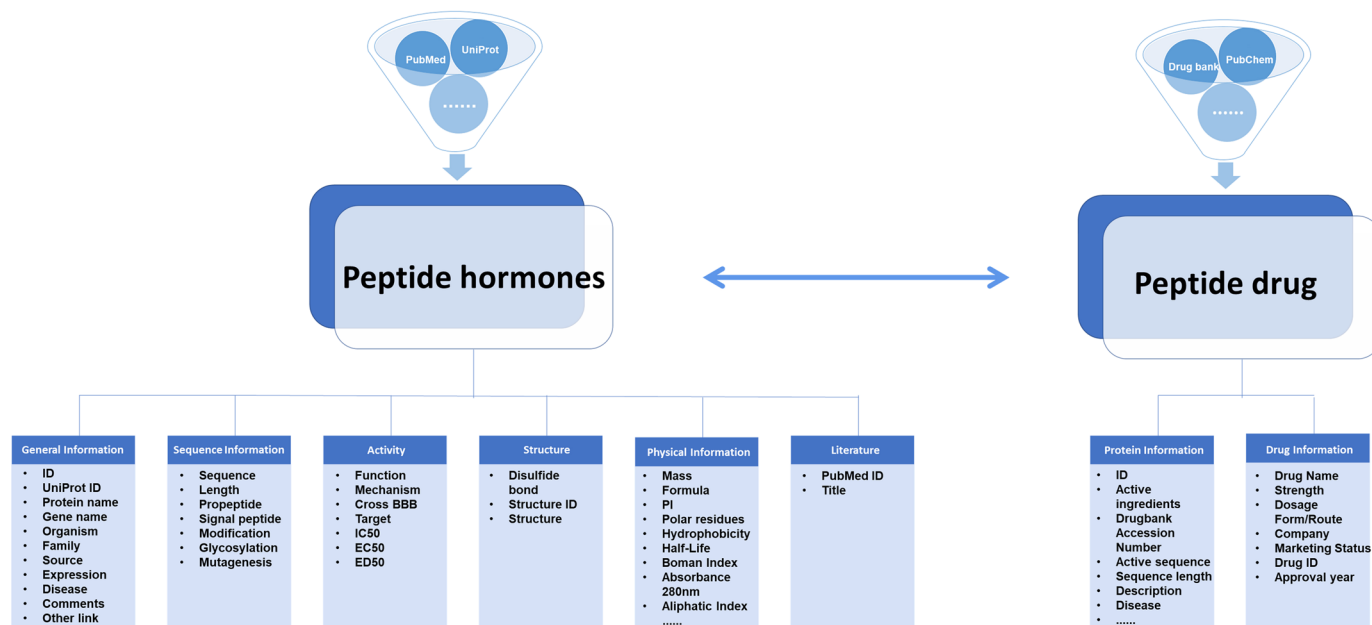 PubMed
UniProt
......
Drug bank
PubChem
......
Peptide hormones
Peptide drug
General Information
• ID
• UniProt ID
• Protein name
• Gene name
• Organism
• Family
• Source
• Expression
• Disease
• Comments
• Other link
Sequence Information
• Sequence
• Length
• Propeptide
• Signal peptide
• Modification
• Glycosylation
• Mutagenesis
Activity
• Function
• Mechanism
• Cross BBB
• Target
• IC50
• EC50
• ED50
Structure
• Disulfide
bond
• Structure ID
• Structure
Physical Information
• Mass
• Formula
• PI
• Polar residues
• Hydrophobicity
• Half-Life
• Boman Index
• Absorbance
280nm
• Aliphatic Index
......
Literature
• PubMed ID
• Title
Protein Information
• ID
• Active
ingredients
• Drugbank
Accession
Number
• Active sequence
• Sequence length
• Description
• Disease
• ......
Drug Information
• Drug Name
• Strength
• Dosage
Form/Route
• Company
• Marketing Status
• Drug ID
• Approval year